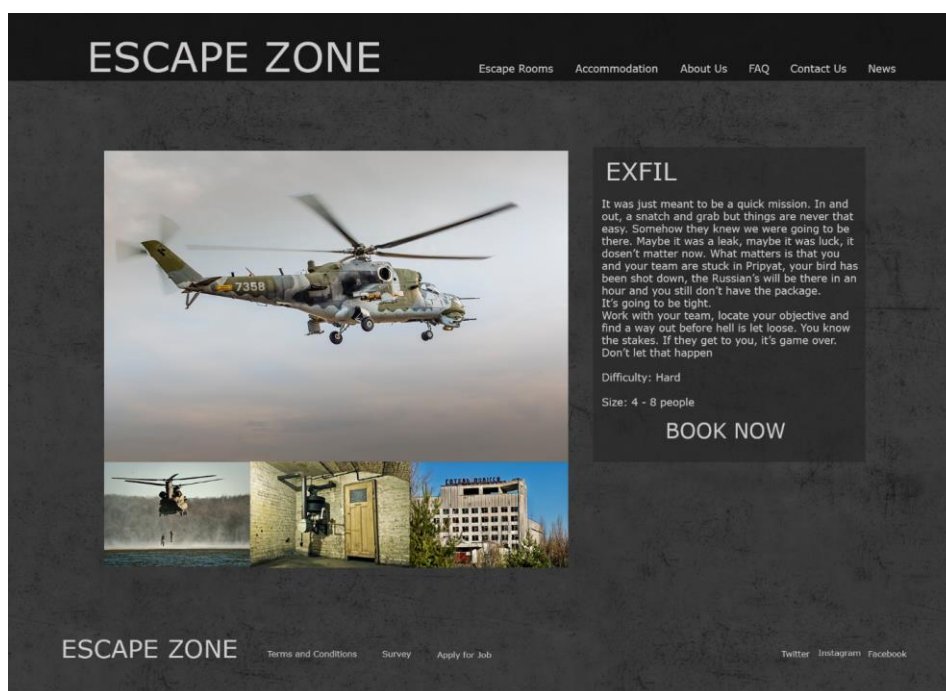 ESCAPE ZONE
Escape Rooms Accommodation About Us FAQ Contact Us News
7358
EXFIL
It was just meant to be a quick mission. In and
out, a snatch and grab but things are never that
easy. Somehow they knew we were going to be
there. Maybe it was a leak, maybe it was luck, it
dosen't matter now. What matters is that you
and your team are stuck in Pripyat, your bird has
been shot down, the Russian's will be there in an
hour and you still don't have the package.
It's going to be tight.
Work with your team, locate your objective and
find a way out before hell is let loose. You know
the stakes. If they get to you, it's game over.
Don't let that happen
Difficulty: Hard
Size: 4 - 8 people
BOOK NOW
ESCAPE ZONE
Terms and Conditions Survey Apply for Job
Twitter Instagram Facebook